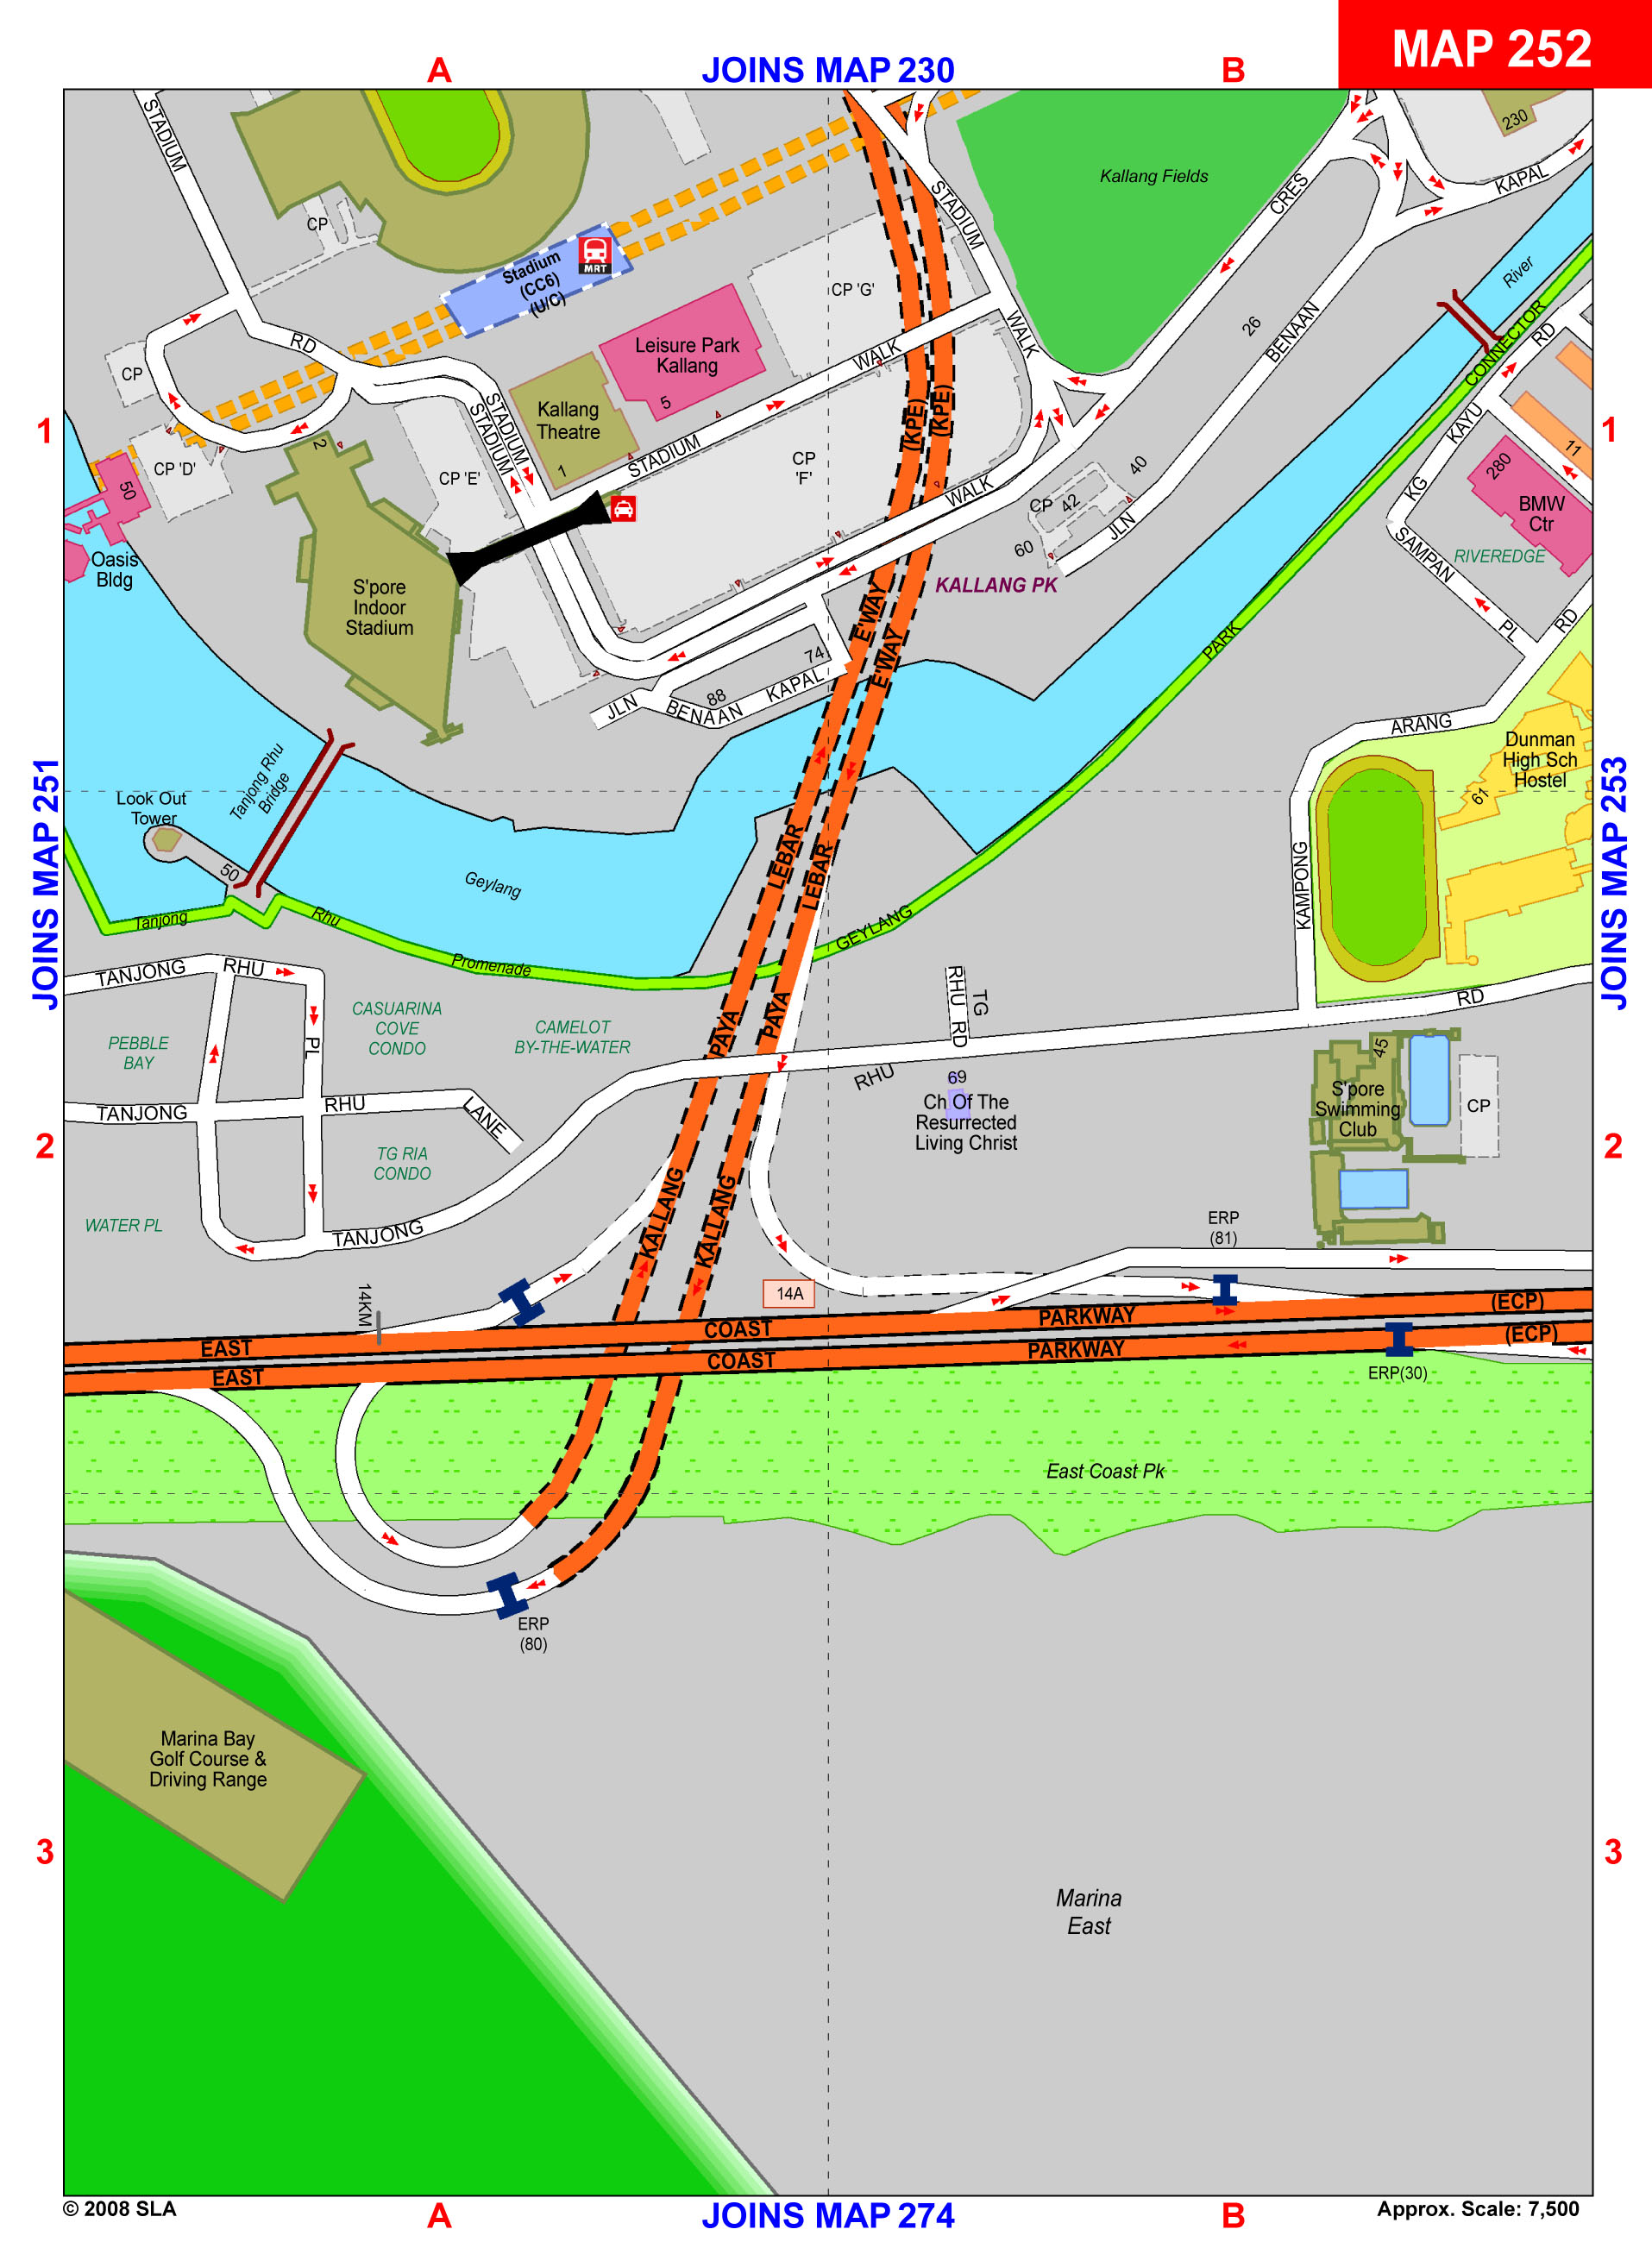 MAP 252
A
JOINS MAP 230
B
STADIUM
230
Kallang Fields
CRES
KAPAL
CP
STADIUM
MRT
Stadium
(CC6)
(U/C)
CP 'G'
River
RD
Leisure Park
Kallang
5
WALK
WALK
26
BENAAN
CONNECTOR
RD
CP
Kallang
Theatre
1
STADIUM
STADIUM
STADIUM
(KPE)
(KPE)
KAYU
1
1
2
CP 'D'
CP 'E'
CP
'F'
40
11
50
WALK
CP
42
KG
280
BMW
Ctr
JLN
60
SAMPAN
RIVEREDGE
Oasis
Bldg
S'pore
Indoor
Stadium
KALLANG PK
E'WAY
E'WAY
PARK
PL
RD
74
KAPAL
88
JLN
BENAAN
ARANG
Dunman
High Sch
Hostel
61
JOINS MAP 251
JOINS MAP 253
Tanjong Rhu
Bridge
Look Out
Tower
50
Geylang
LEBAR
LEBAR
KAMPONG
Tanjong
Rhu
Promenade
GEYLANG
TANJONG
RHU
RHU RD
TG
RD
CASUARINA
COVE
CONDO
CAMELOT
BY-THE-WATER
PAYA
PAYA
PEBBLE
BAY
PL
45
RHU
69
Ch Of The
Resurrected
Living Christ
S'pore
Swimming
Club
CP
TANJONG
RHU
LANE
2
2
TG RIA
CONDO
KALLANG
KALLANG
WATER PL
TANJONG
ERP
(81)
14KM
14A
EAST
COAST
PARKWAY
(ECP)
EAST
COAST
PARKWAY
(ECP)
ERP(30)
East Coast Pk
ERP
(80)
Marina Bay
Golf Course &
Driving Range
3
3
Marina
East
© 2008 SLA
A
JOINS MAP 274
B
Approx. Scale: 7,500